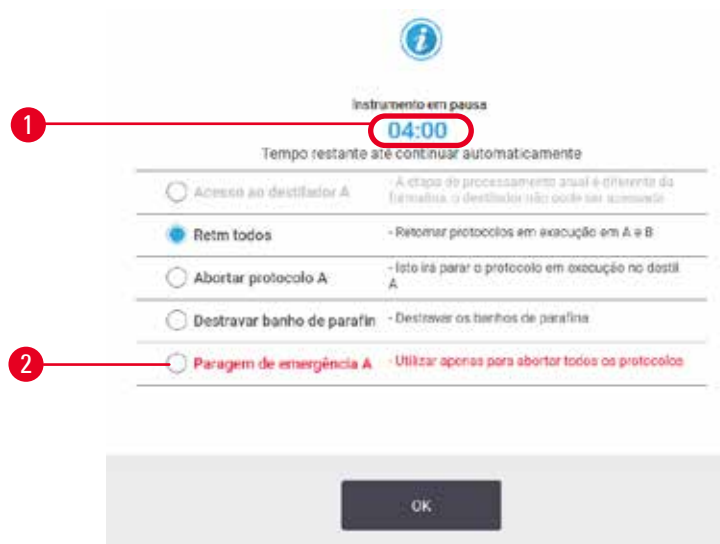 Instrumento em pausa
1
04:00
Tempo restante até continuar automaticamente
Acesso ao destilador A
- A etapa de processamento atual é diferente da
formalina, o destilador não pode ser acessado
Retm todos
- Retomar protocolos em execução em A e B
Abortar protocolo A
- Isto irá parar o protocolo em execução no destil
A
Destravar banho de parafin
- Destravar os banhos de parafina
2
Paragem de emergência A
- Utilizar apenas para abortar todos os protocolos
OK